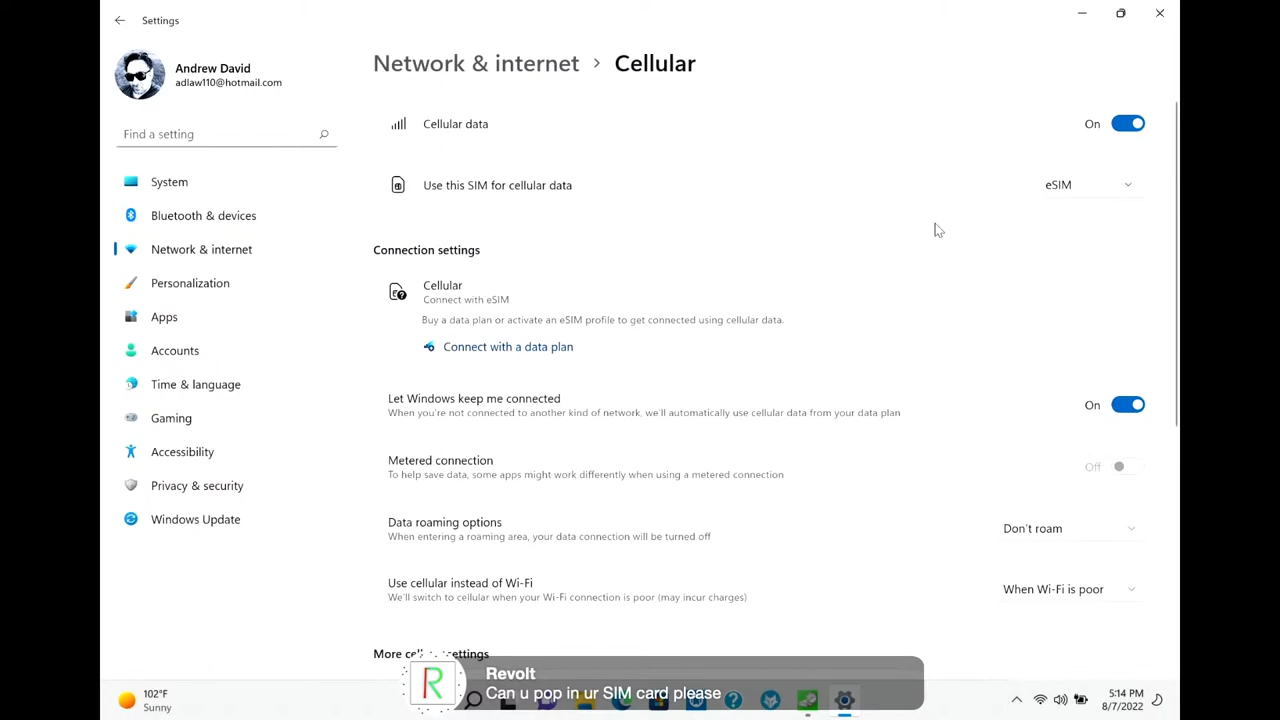 Settings
Andrew David
adlaw110@hotmail.com
Find a setting
System
Bluetooth & devices
Network & internet
Personalization
Apps
Accounts
Time & language
Gaming
Accessibility
Privacy & security
Windows Update
Network & internet > Cellular
Cellular data
On
Use this SIM for cellular data
eSIM
Connection settings
Cellular
Connect with eSIM
Buy a data plan or activate an eSIM profile to get connected using cellular data.
Connect with a data plan
Let Windows keep me connected
When you're not connected to another kind of network, we'll automatically use cellular data from your data plan
On
Metered connection
To help save data, some apps might work differently when using a metered connection
Off
Data roaming options
When entering a roaming area, your data connection will be turned off
Don't roam
Use cellular instead of Wi-Fi
We'll switch to cellular when your Wi-Fi connection is poor (may incur charges)
When Wi-Fi is poor
More settings
R
Revolt
Can u pop in ur SIM card please
102°F
Sunny
5:14 PM
8/7/2022